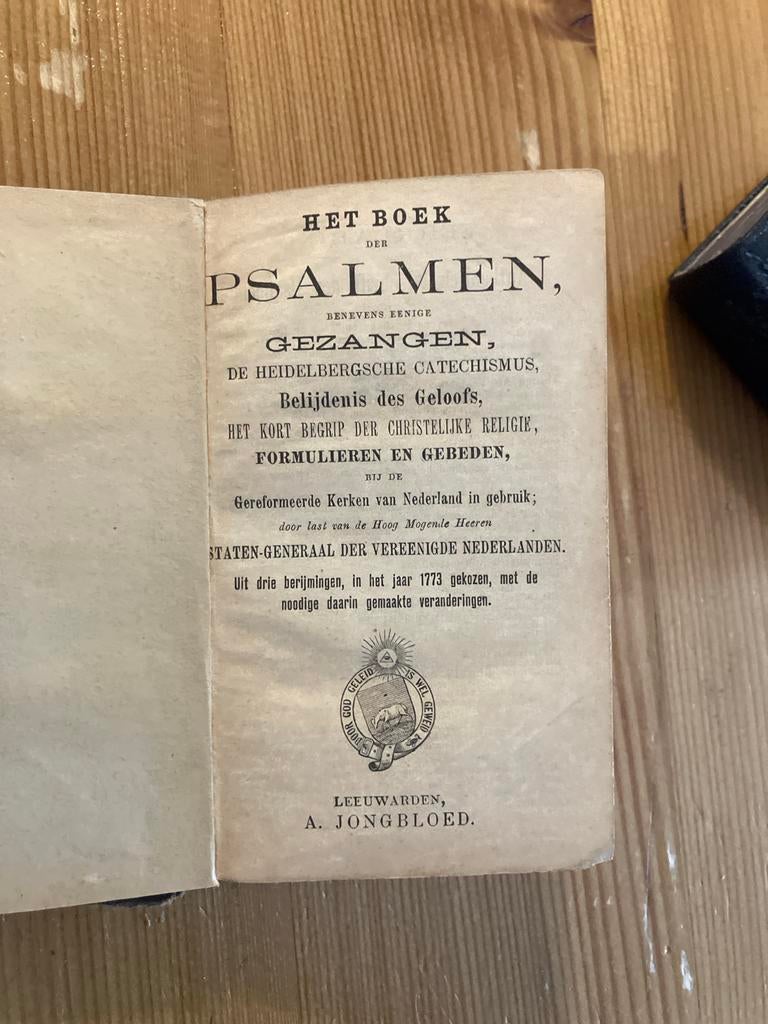 HET BOEK
DER
PSALMEN,
BENEVENS EENIGE
GEZANGEN,
DE HEIDELBERGSCHE CATECHISMUS,
Belijdenis des Geloofs,
HET KORT BEGRIP DER CHRISTELIJKE RELIGIE,
FORMULIEREN EN GEBEDEN,
BIJ DE
Gereformeerde Kerken van Nederland in gebruik;
door last van de Hoog Mogende Heeren
STATEN-GENERAAL DER VEREENIGDE NEDERLANDEN.
Uit drie berijmingen, in het jaar 1773 gekozen, met de
noodige daarin gemaakte veranderingen.
DOOR GOD GELEID IS WEL GEWEID
LEEUWARDEN,
A. JONGBLOED.